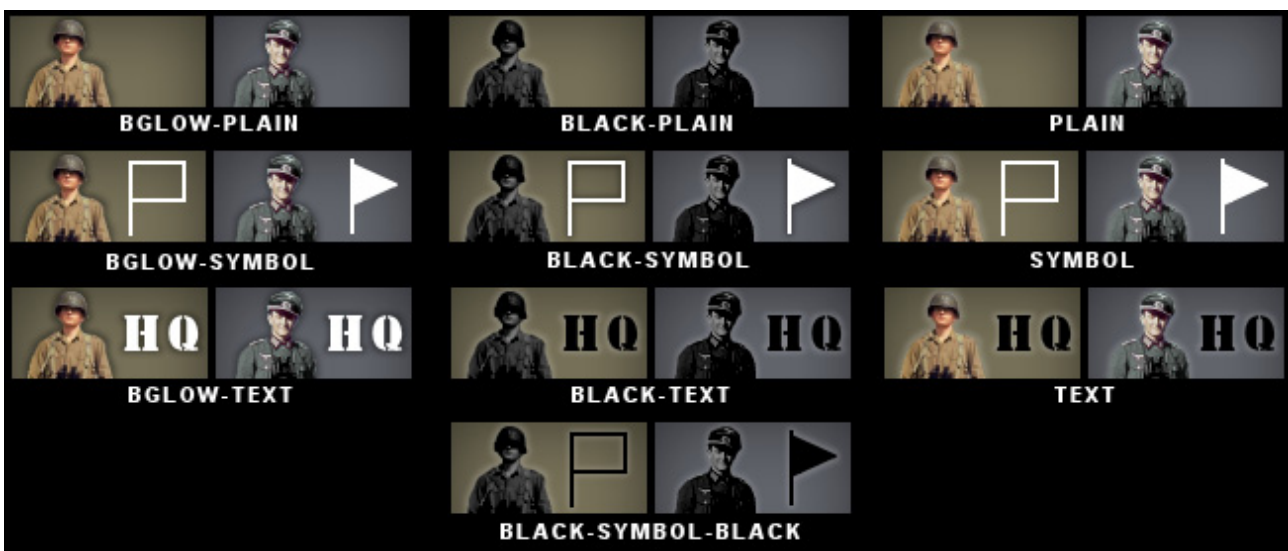 BGLOW-PLAIN BLACK-PLAIN PLAIN
BGLOW-SYMBOL BLACK-SYMBOL SYMBOL
HQ HQ HQ HQ HQ HQ
BGLOW-TEXT BLACK-TEXT TEXT
BLACK-SYMBOL-BLACK